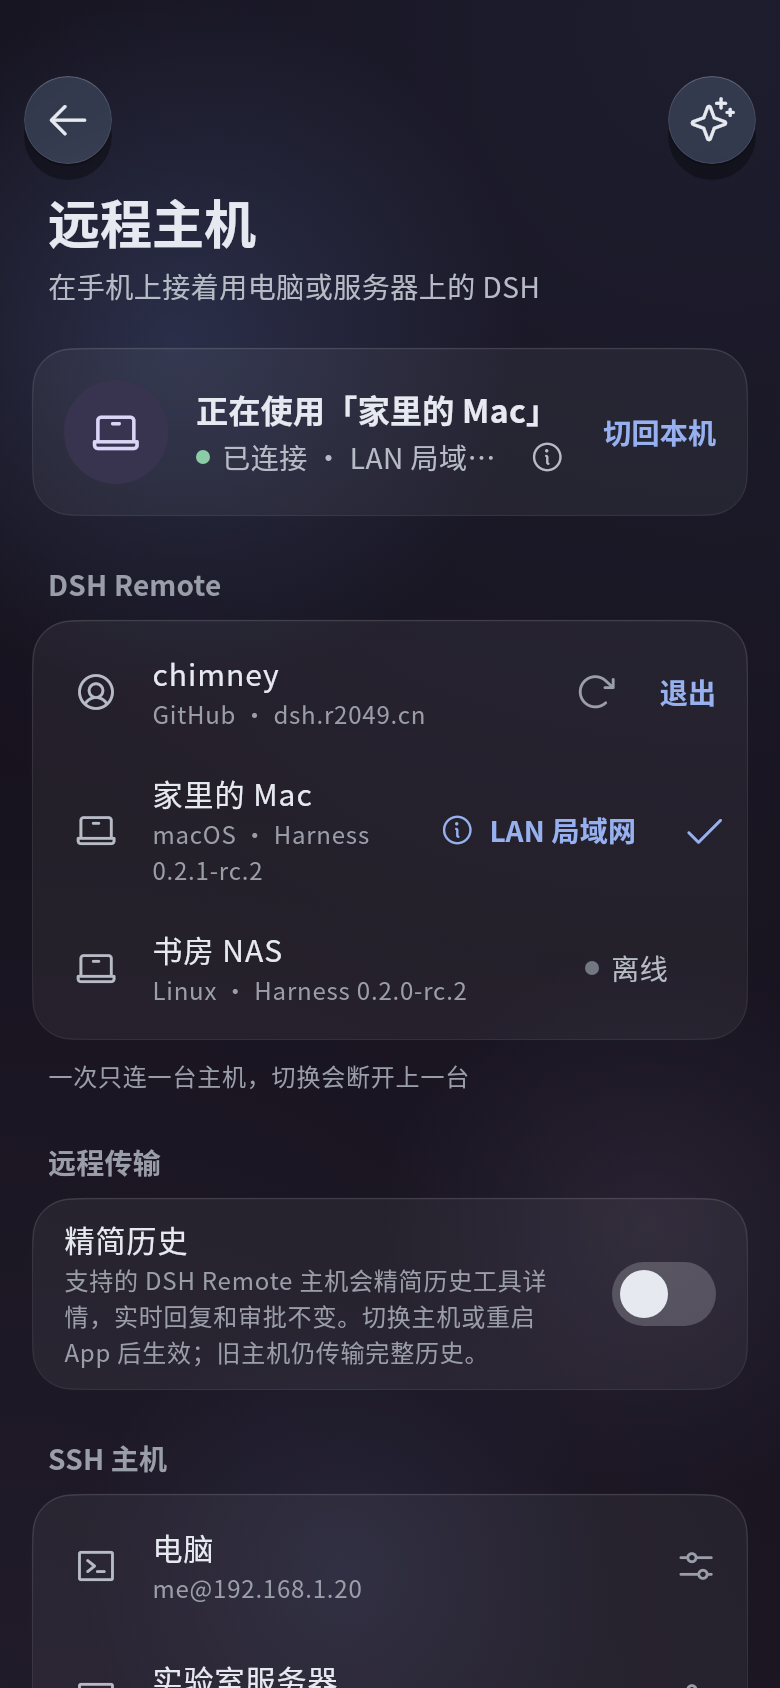 远程主机
在手机上接着用电脑或服务器上的 DSH
正在使用「家里的 Mac」
已连接 · LAN 局域…
切回本机
DSH Remote
chimney
GitHub · dsh.r2049.cn
退出
家里的 Mac
macOS · Harness
0.2.1-rc.2
LAN 局域网
书房 NAS
Linux · Harness 0.2.0-rc.2
离线
一次只连一台主机，切换会断开上一台
远程传输
精简历史
支持的 DSH Remote 主机会精简历史工具详
情，实时回复和审批不变。切换主机或重启
App 后生效；旧主机仍传输完整历史。
SSH 主机
电脑
me@192.168.1.20
实验室服务器